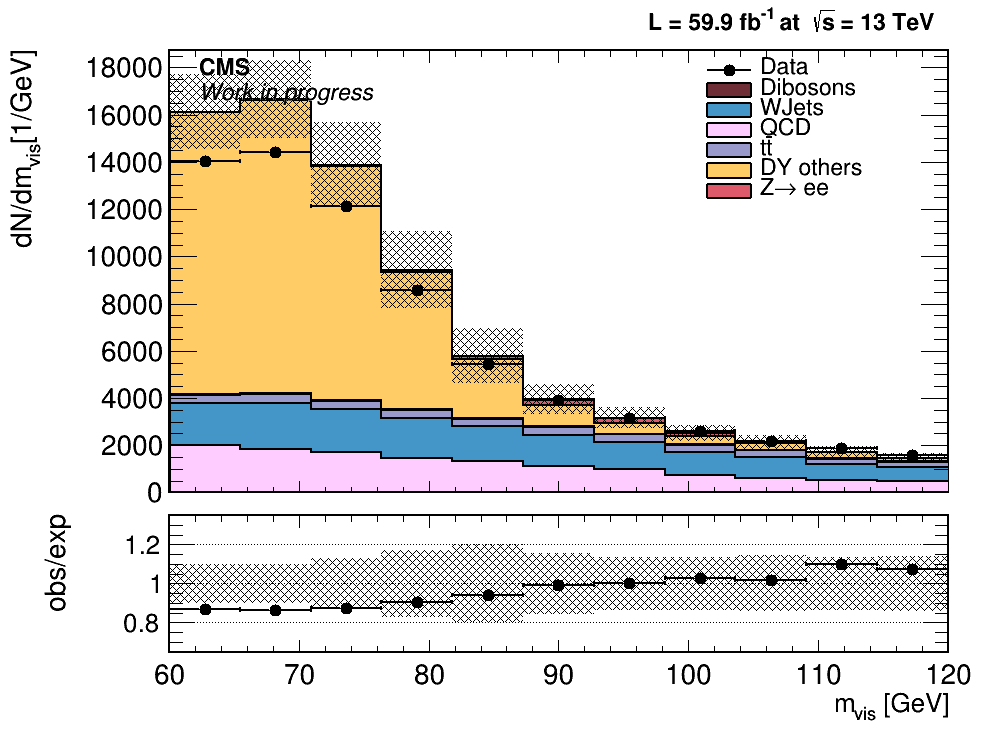 L = 59.9 fb⁻¹ at √s = 13 TeV
dN/dm_vis[1/GeV]
18000
16000
14000
12000
10000
8000
6000
4000
2000
0
CMS
Work in progress
Data
Dibosons
WJets
QCD
tt̄
DY others
Z→ ee
obs/exp
1.2
1
0.8
60 70 80 90 100 110 120
m_vis [GeV]